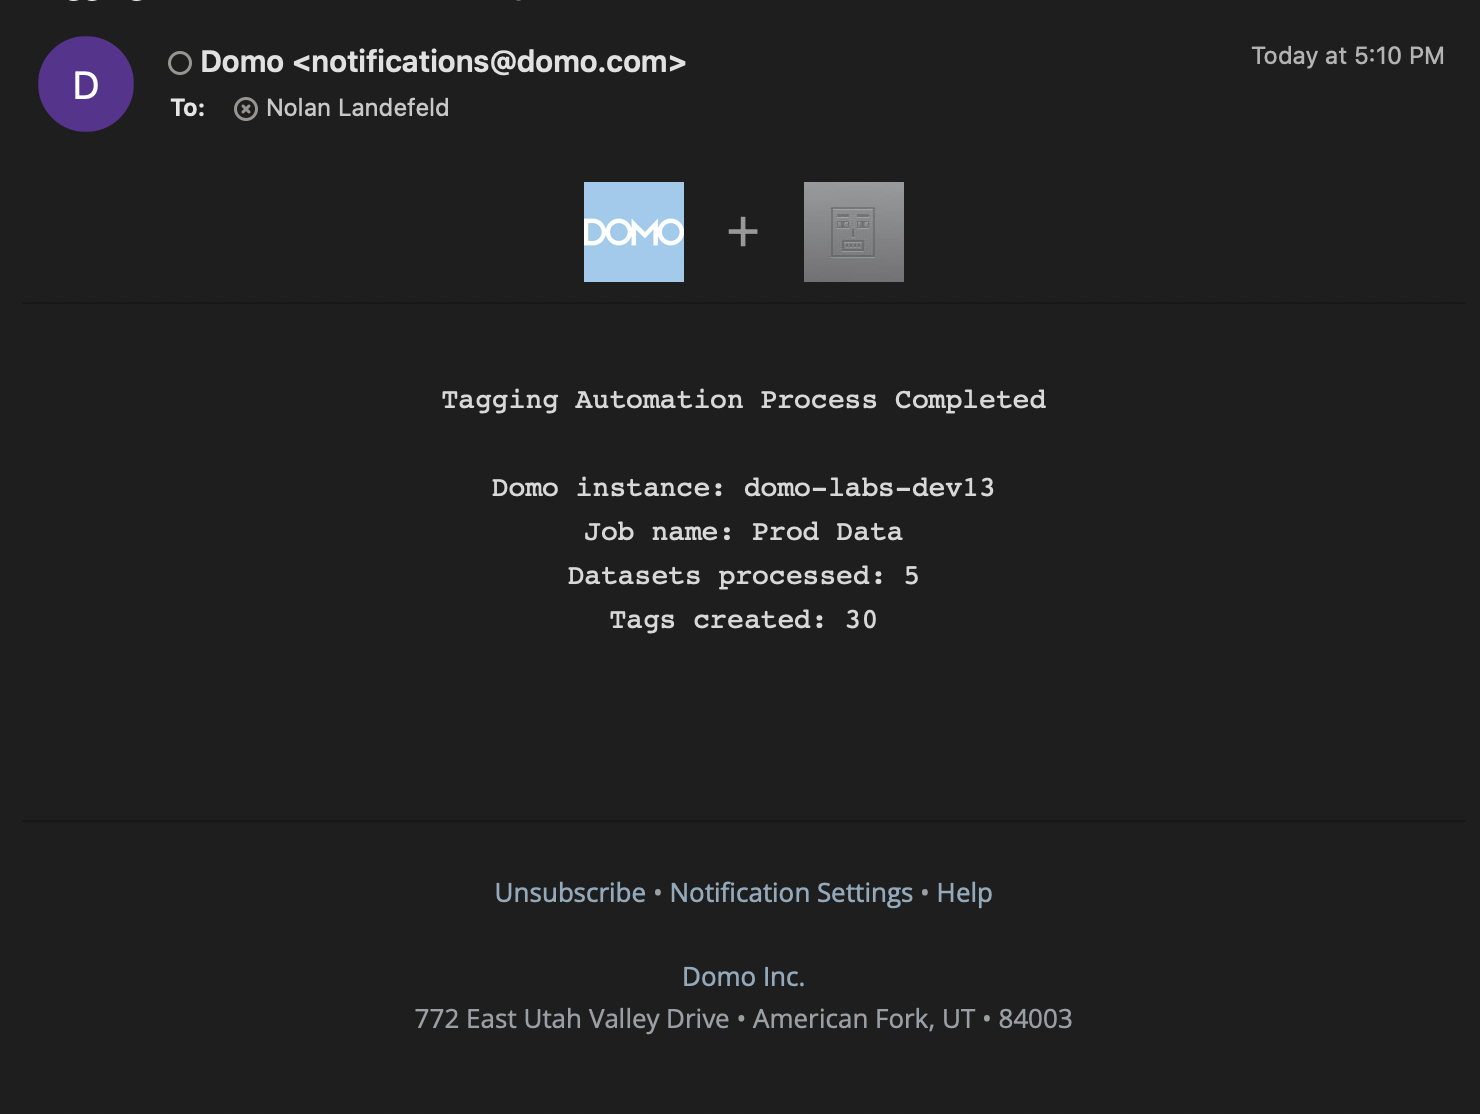 D
Domo <notifications@domo.com>
Today at 5:10 PM
To: Nolan Landefeld
DOMO +
Tagging Automation Process Completed
Domo instance: domo-labs-dev13
Job name: Prod Data
Datasets processed: 5
Tags created: 30
Unsubscribe • Notification Settings • Help
Domo Inc.
772 East Utah Valley Drive • American Fork, UT • 84003